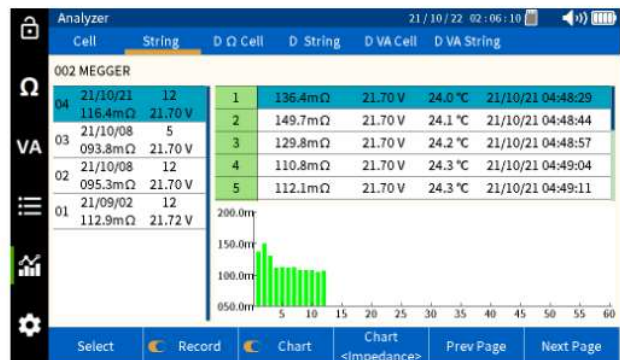 Analyzer 21/10/22 02:06:10
Cell String D Ω Cell D String D VA Cell D VA String
002 MEGGER
Ω
VA
04 21/10/21 12
116.4mΩ 21.70 V
03 21/10/08 5
093.8mΩ 21.70 V
02 21/10/08 12
095.3mΩ 21.70 V
01 21/09/02 12
112.9mΩ 21.72 V
1 136.4mΩ 21.70 V 24.0 ℃ 21/10/21 04:48:29
2 149.7mΩ 21.70 V 24.1 ℃ 21/10/21 04:48:44
3 129.8mΩ 21.70 V 24.2 ℃ 21/10/21 04:48:57
4 110.8mΩ 21.70 V 24.3 ℃ 21/10/21 04:49:04
5 112.1mΩ 21.70 V 24.3 ℃ 21/10/21 04:49:11
200.0m
150.0m
100.0m
050.0m
5 10 15 20 25 30 35 40 45 50 55 60
Select Record Chart Chart <Impedance> Prev Page Next Page